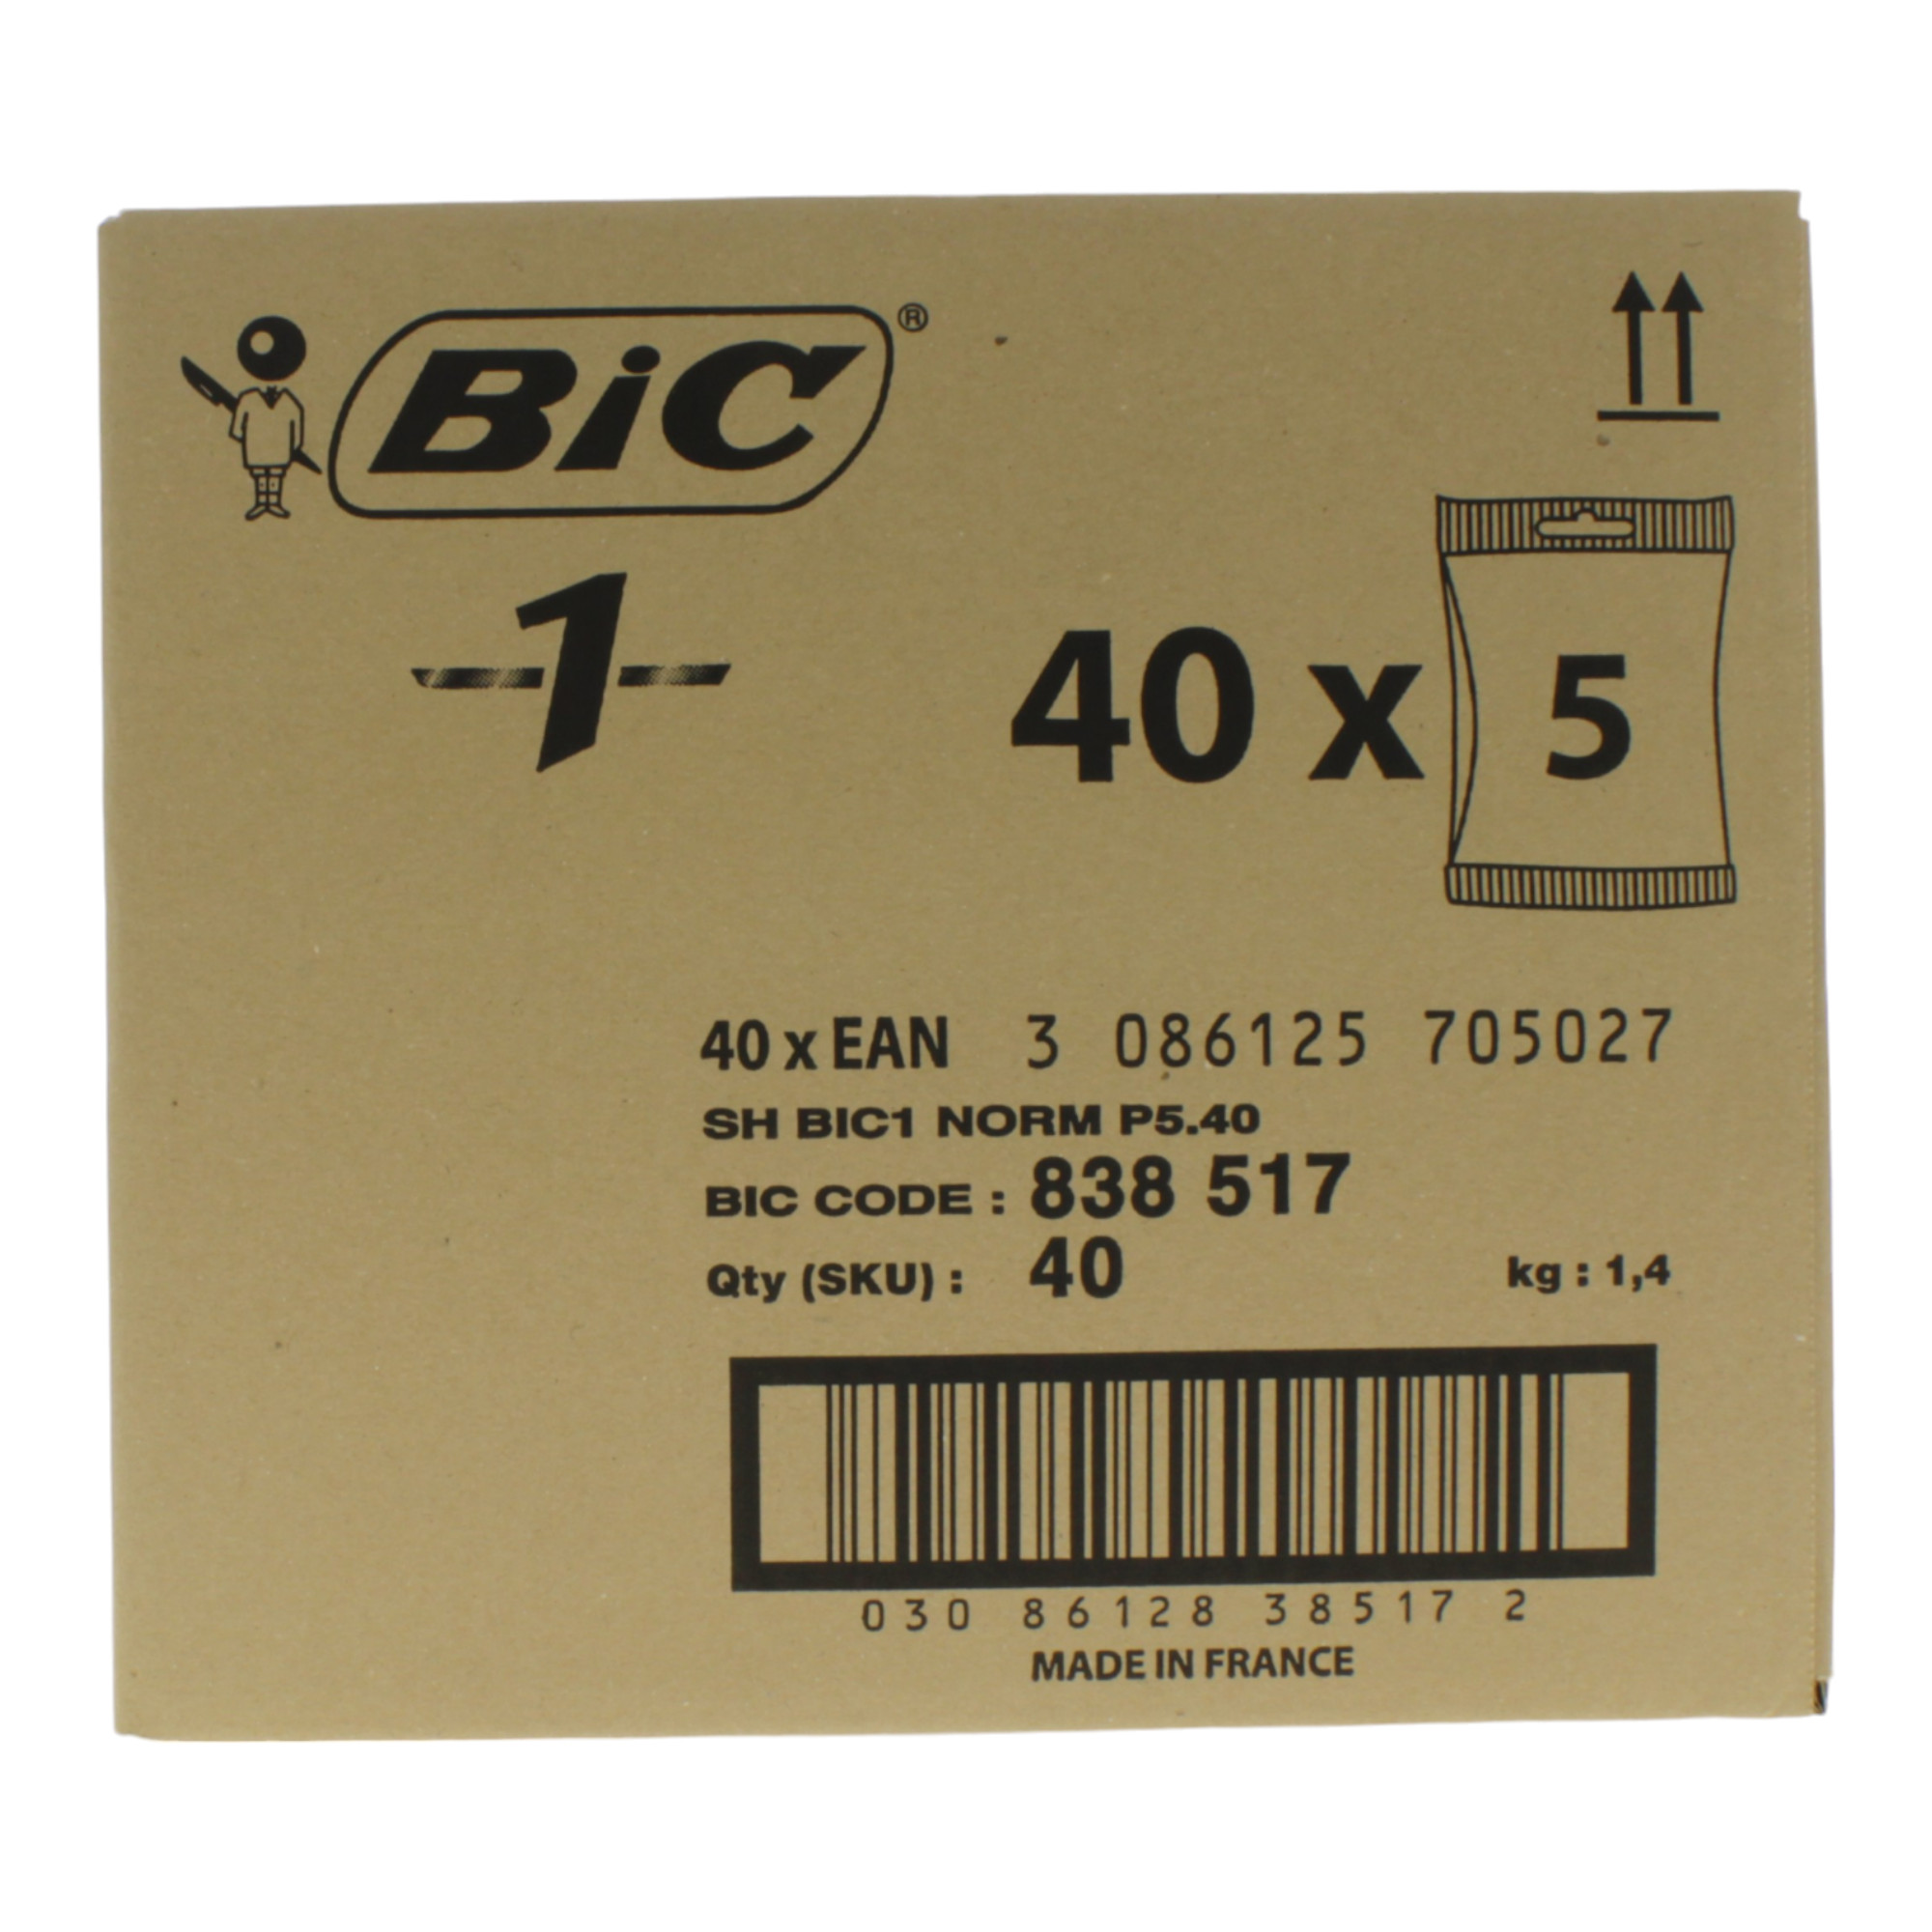 BiC®
1
40 x 5
40 x EAN 3 086125 705027
SH BIC1 NORM P5.40
BIC CODE : 838 517
Qty (SKU) : 40 kg : 1,4
030 86128 38517 2
MADE IN FRANCE